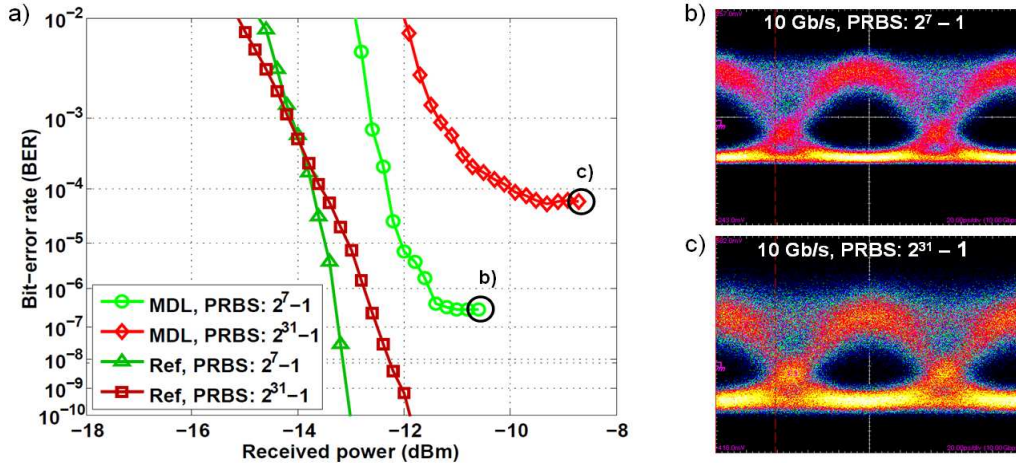 a)
Bit−error rate (BER)
10⁻²
10⁻³
10⁻⁴
10⁻⁵
10⁻⁶
10⁻⁷
10⁻⁸
10⁻⁹
10⁻¹⁰
−18
−16
−14
−12
−10
−8
Received power (dBm)
MDL, PRBS: 2⁷−1
MDL, PRBS: 2³¹−1
Ref, PRBS: 2⁷−1
Ref, PRBS: 2³¹−1
b)
c)
b)
10 Gb/s, PRBS: 2⁷ – 1
c)
10 Gb/s, PRBS: 2³¹ – 1